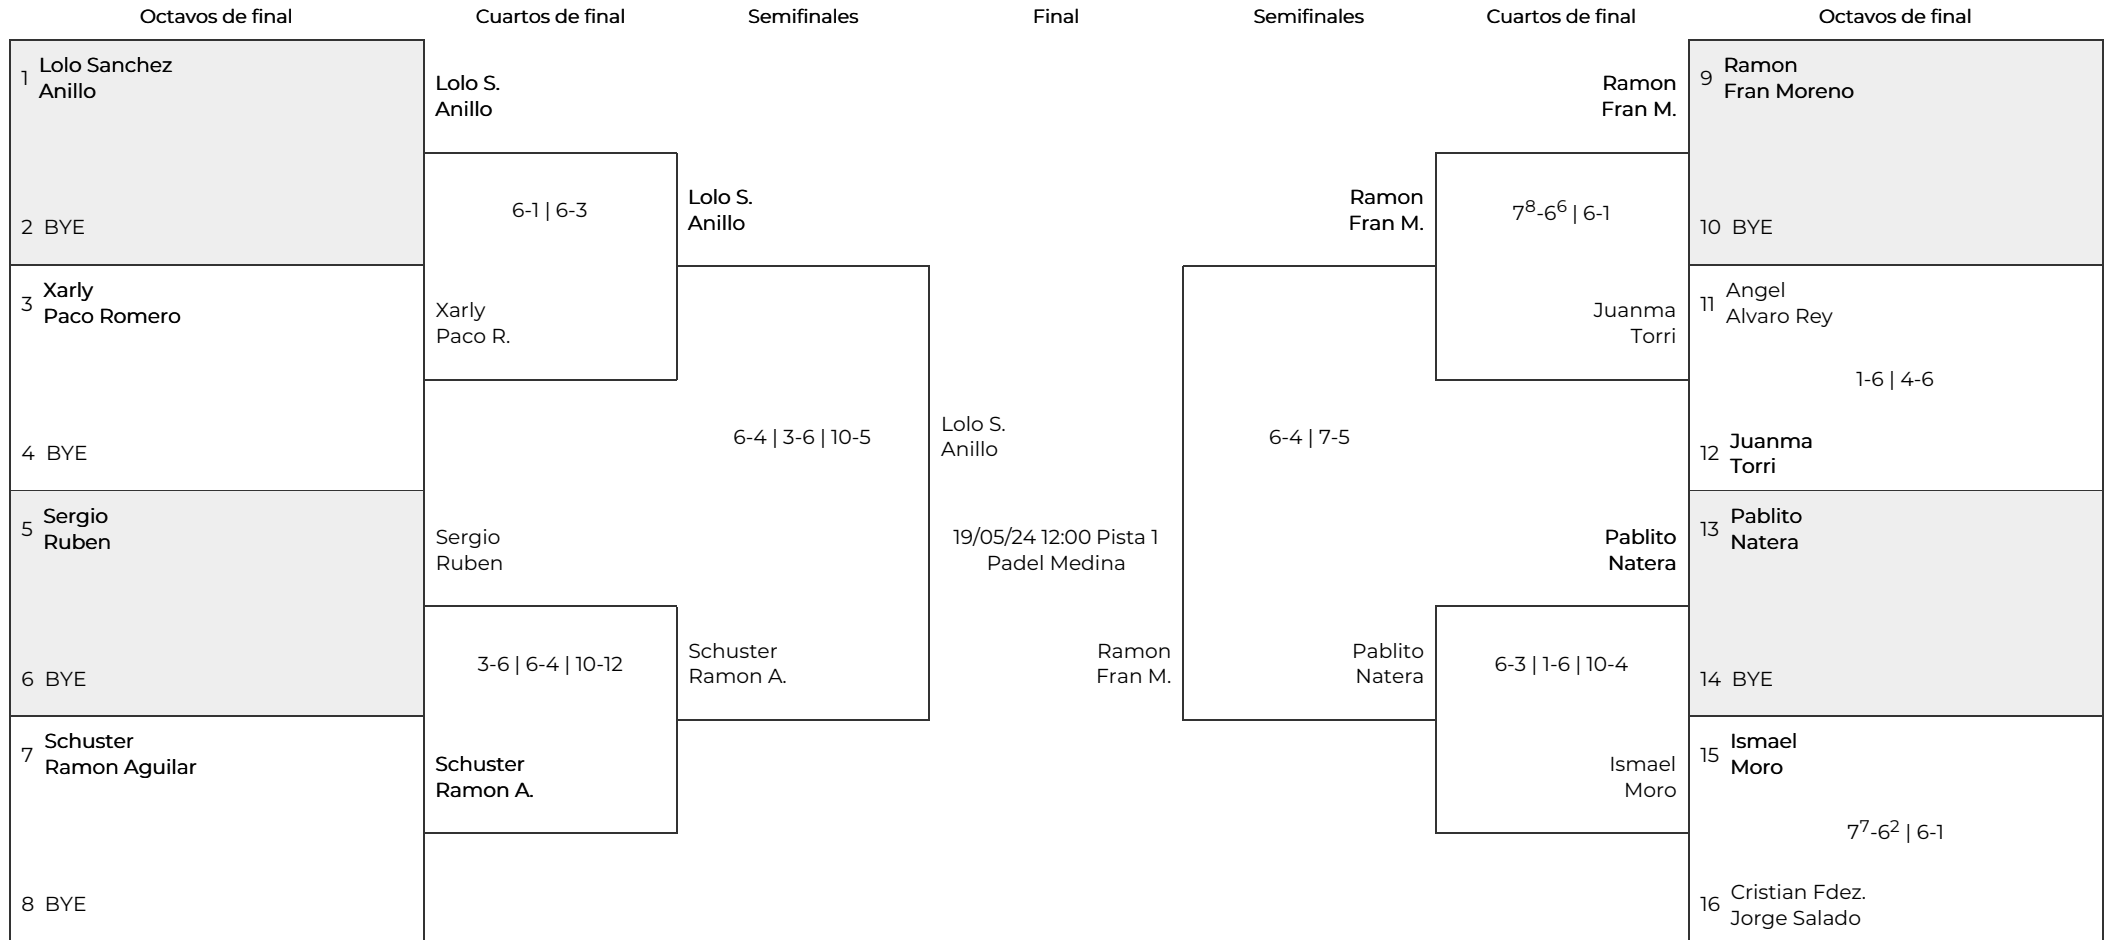 Octavos de final
Cuartos de final
Semifinales
Final
Semifinales
Cuartos de final
Octavos de final
1 Lolo Sanchez
Anillo
2 BYE
3 Xarly
Paco Romero
4 BYE
5 Sergio
Ruben
6 BYE
7 Schuster
Ramon Aguilar
8 BYE
Lolo S.
Anillo
6-1 | 6-3
Xarly
Paco R.
Sergio
Ruben
3-6 | 6-4 | 10-12
Schuster
Ramon A.
Lolo S.
Anillo
6-4 | 3-6 | 10-5
Schuster
Ramon A.
Lolo S.
Anillo
19/05/24 12:00 Pista 1
Padel Medina
Ramon
Fran M.
Ramon
Fran M.
6-4 | 7-5
Pablito
Natera
Ramon
Fran M.
7⁸-6⁶ | 6-1
Juanma
Torri
Pablito
Natera
6-3 | 1-6 | 10-4
Ismael
Moro
9 Ramon
Fran Moreno
10 BYE
11 Angel
Alvaro Rey
1-6 | 4-6
12 Juanma
Torri
13 Pablito
Natera
14 BYE
15 Ismael
Moro
7⁷-6² | 6-1
16 Cristian Fdez.
Jorge Salado